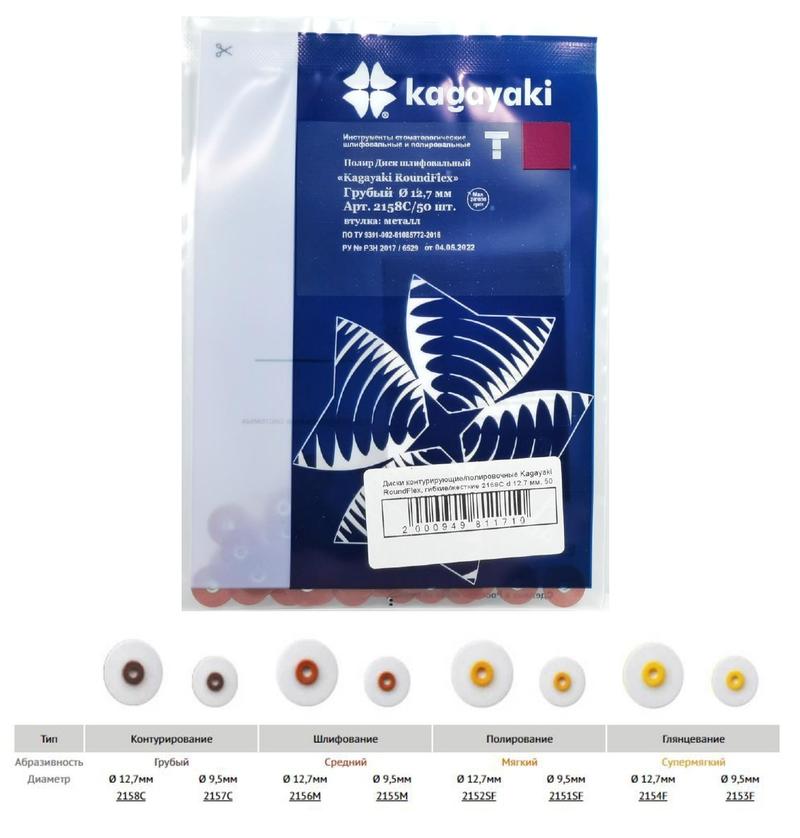 kagayaki
Инструменты стоматологические
шлифовальные и полировальные
Полир Диск шлифовальный
«Kagayaki RoundFlex»
Грубый Ø 12,7 мм
Арт. 2158C/50 шт.
втулка: металл
ПО ТУ 9391-002-61085772-2015
РУ № РЗН 2017 / 6529 от 04.05.2022
Диски контурирующие/полировочные Kagayaki
RoundFlex, гибкие/жесткие 2158C d 12,7 мм, 50
2 000949 811710
Тип Контурирование Шлифование Полирование Глянцевание
Абразивность Грубый Средний Мягкий Супермягкий
Диаметр Ø 12,7мм Ø 9,5мм Ø 12,7мм Ø 9,5мм Ø 12,7мм Ø 9,5мм Ø 12,7мм Ø 9,5мм
2158C 2157C 2156M 2155M 2152SF 2151SF 2154F 2153F